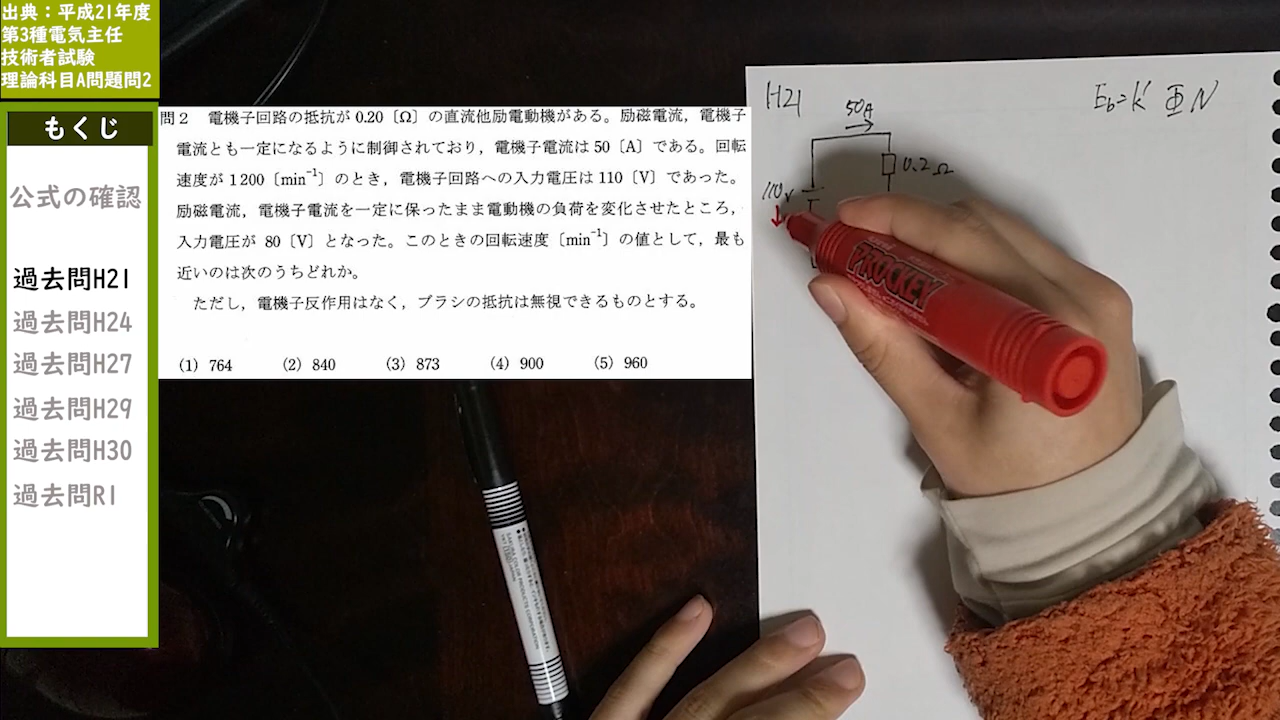 出典：平成21年度
第3種電気主任
技術者試験
理論科目A問題問2
もくじ
公式の確認
過去問H21
過去問H24
過去問H27
過去問H29
過去問H30
過去問R1
問2 電機子回路の抵抗が 0.20〔Ω〕の直流他励電動機がある。励磁電流，電機子
電流とも一定になるように制御されており，電機子電流は 50〔A〕である。回転
速度が 1200〔min⁻¹〕のとき，電機子回路への入力電圧は 110〔V〕であった。
励磁電流，電機子電流を一定に保ったまま電動機の負荷を変化させたところ，
入力電圧が 80〔V〕となった。このときの回転速度〔min⁻¹〕の値として，最も
近いのは次のうちどれか。
ただし，電機子反作用はなく，ブラシの抵抗は無視できるものとする。
(1) 764 (2) 840 (3) 873 (4) 900 (5) 960
H21
50A
0.2Ω
110V
E_b=k'ΦN
PROCKEY
SAKURA COLOR PRODUCTS CORPORATION